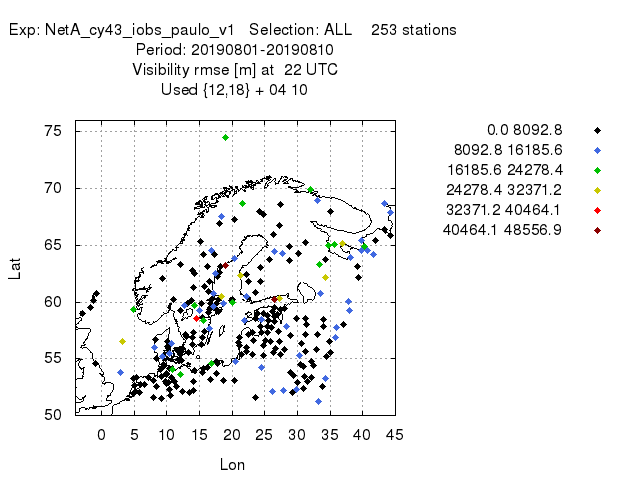 Exp: NetA_cy43_iobs_paulo_v1 Selection: ALL 253 stations
Period: 20190801-20190810
Visibility rmse [m] at 22 UTC
Used {12,18} + 04 10
0.0 8092.8
8092.8 16185.6
16185.6 24278.4
24278.4 32371.2
32371.2 40464.1
40464.1 48556.9
75
70
65
60
55
50
Lat
0 5 10 15 20 25 30 35 40 45
Lon